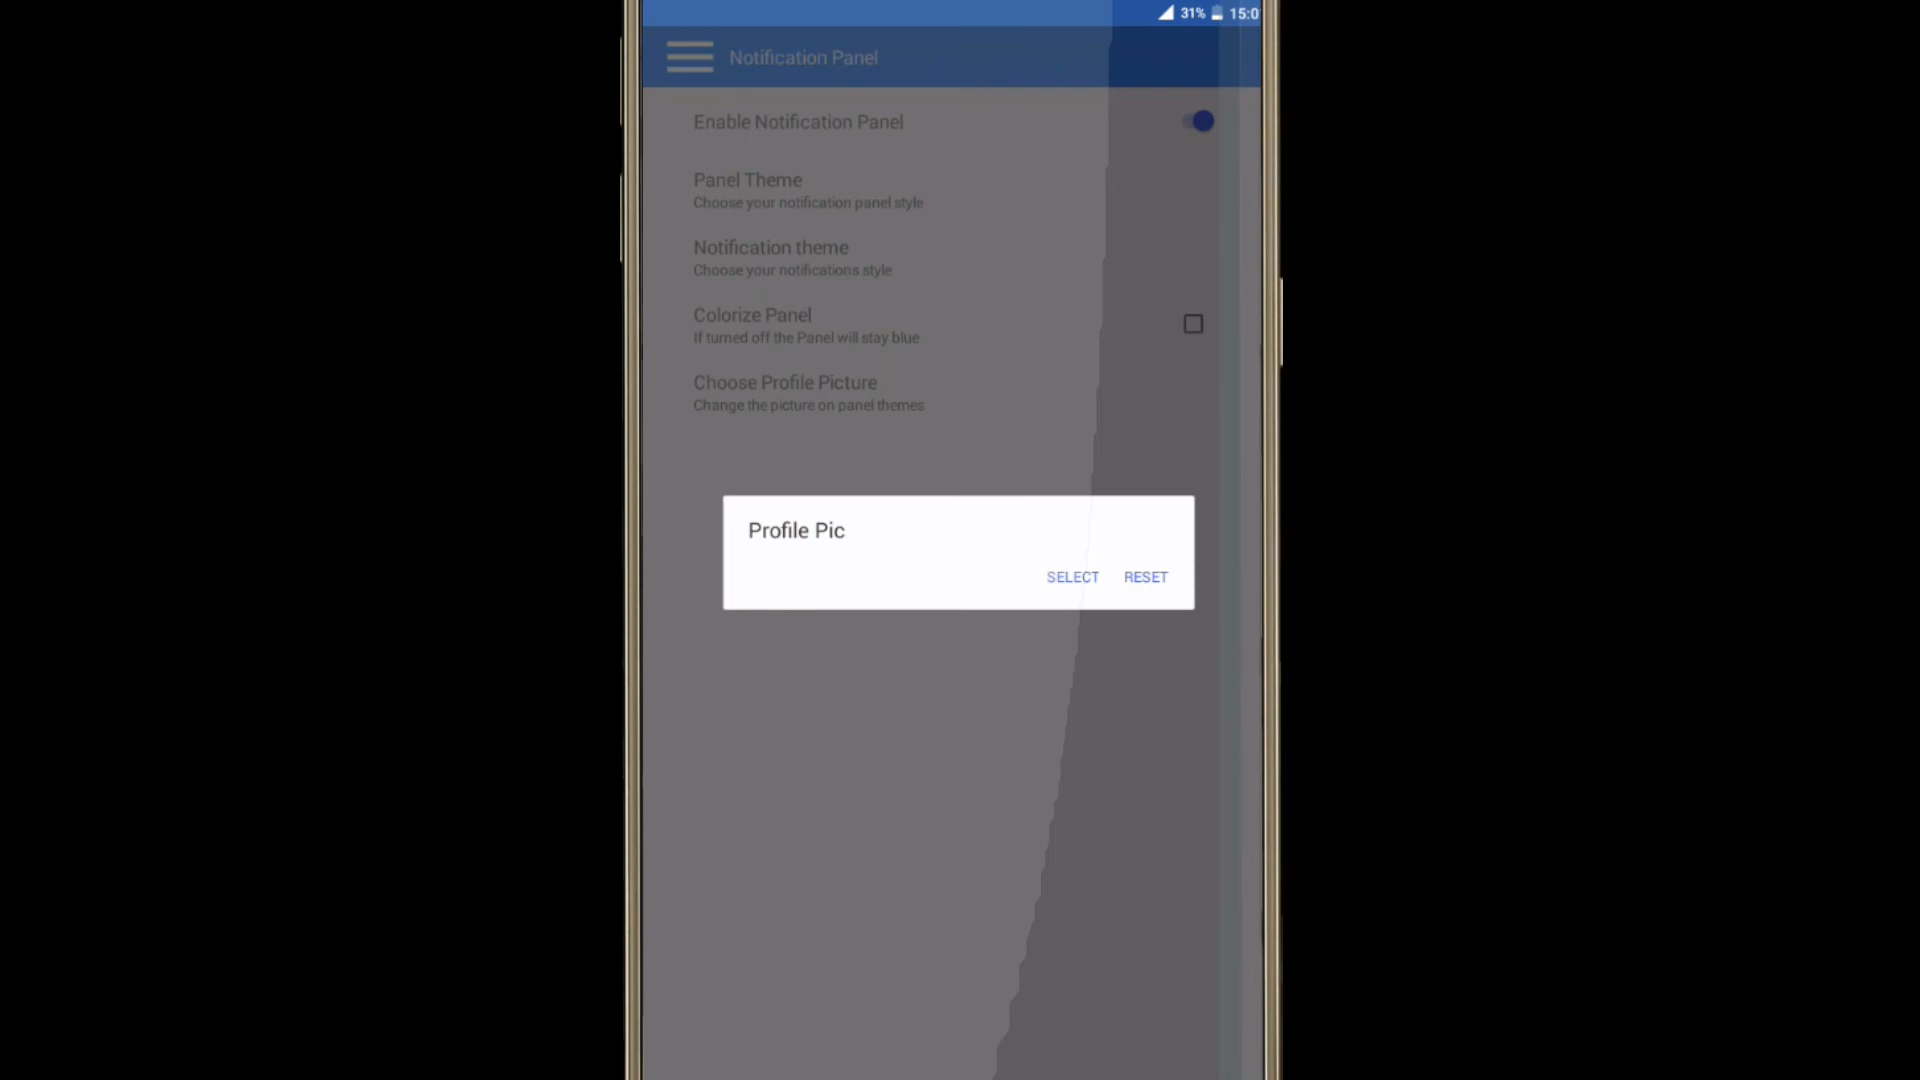 31% 15:0
Notification Panel
Enable Notification Panel
Panel Theme
Choose your notification panel style
Notification theme
Choose your notifications style
Colorize Panel
If turned off the Panel will stay blue
Choose Profile Picture
Change the picture on panel themes
Profile Pic
SELECT RESET